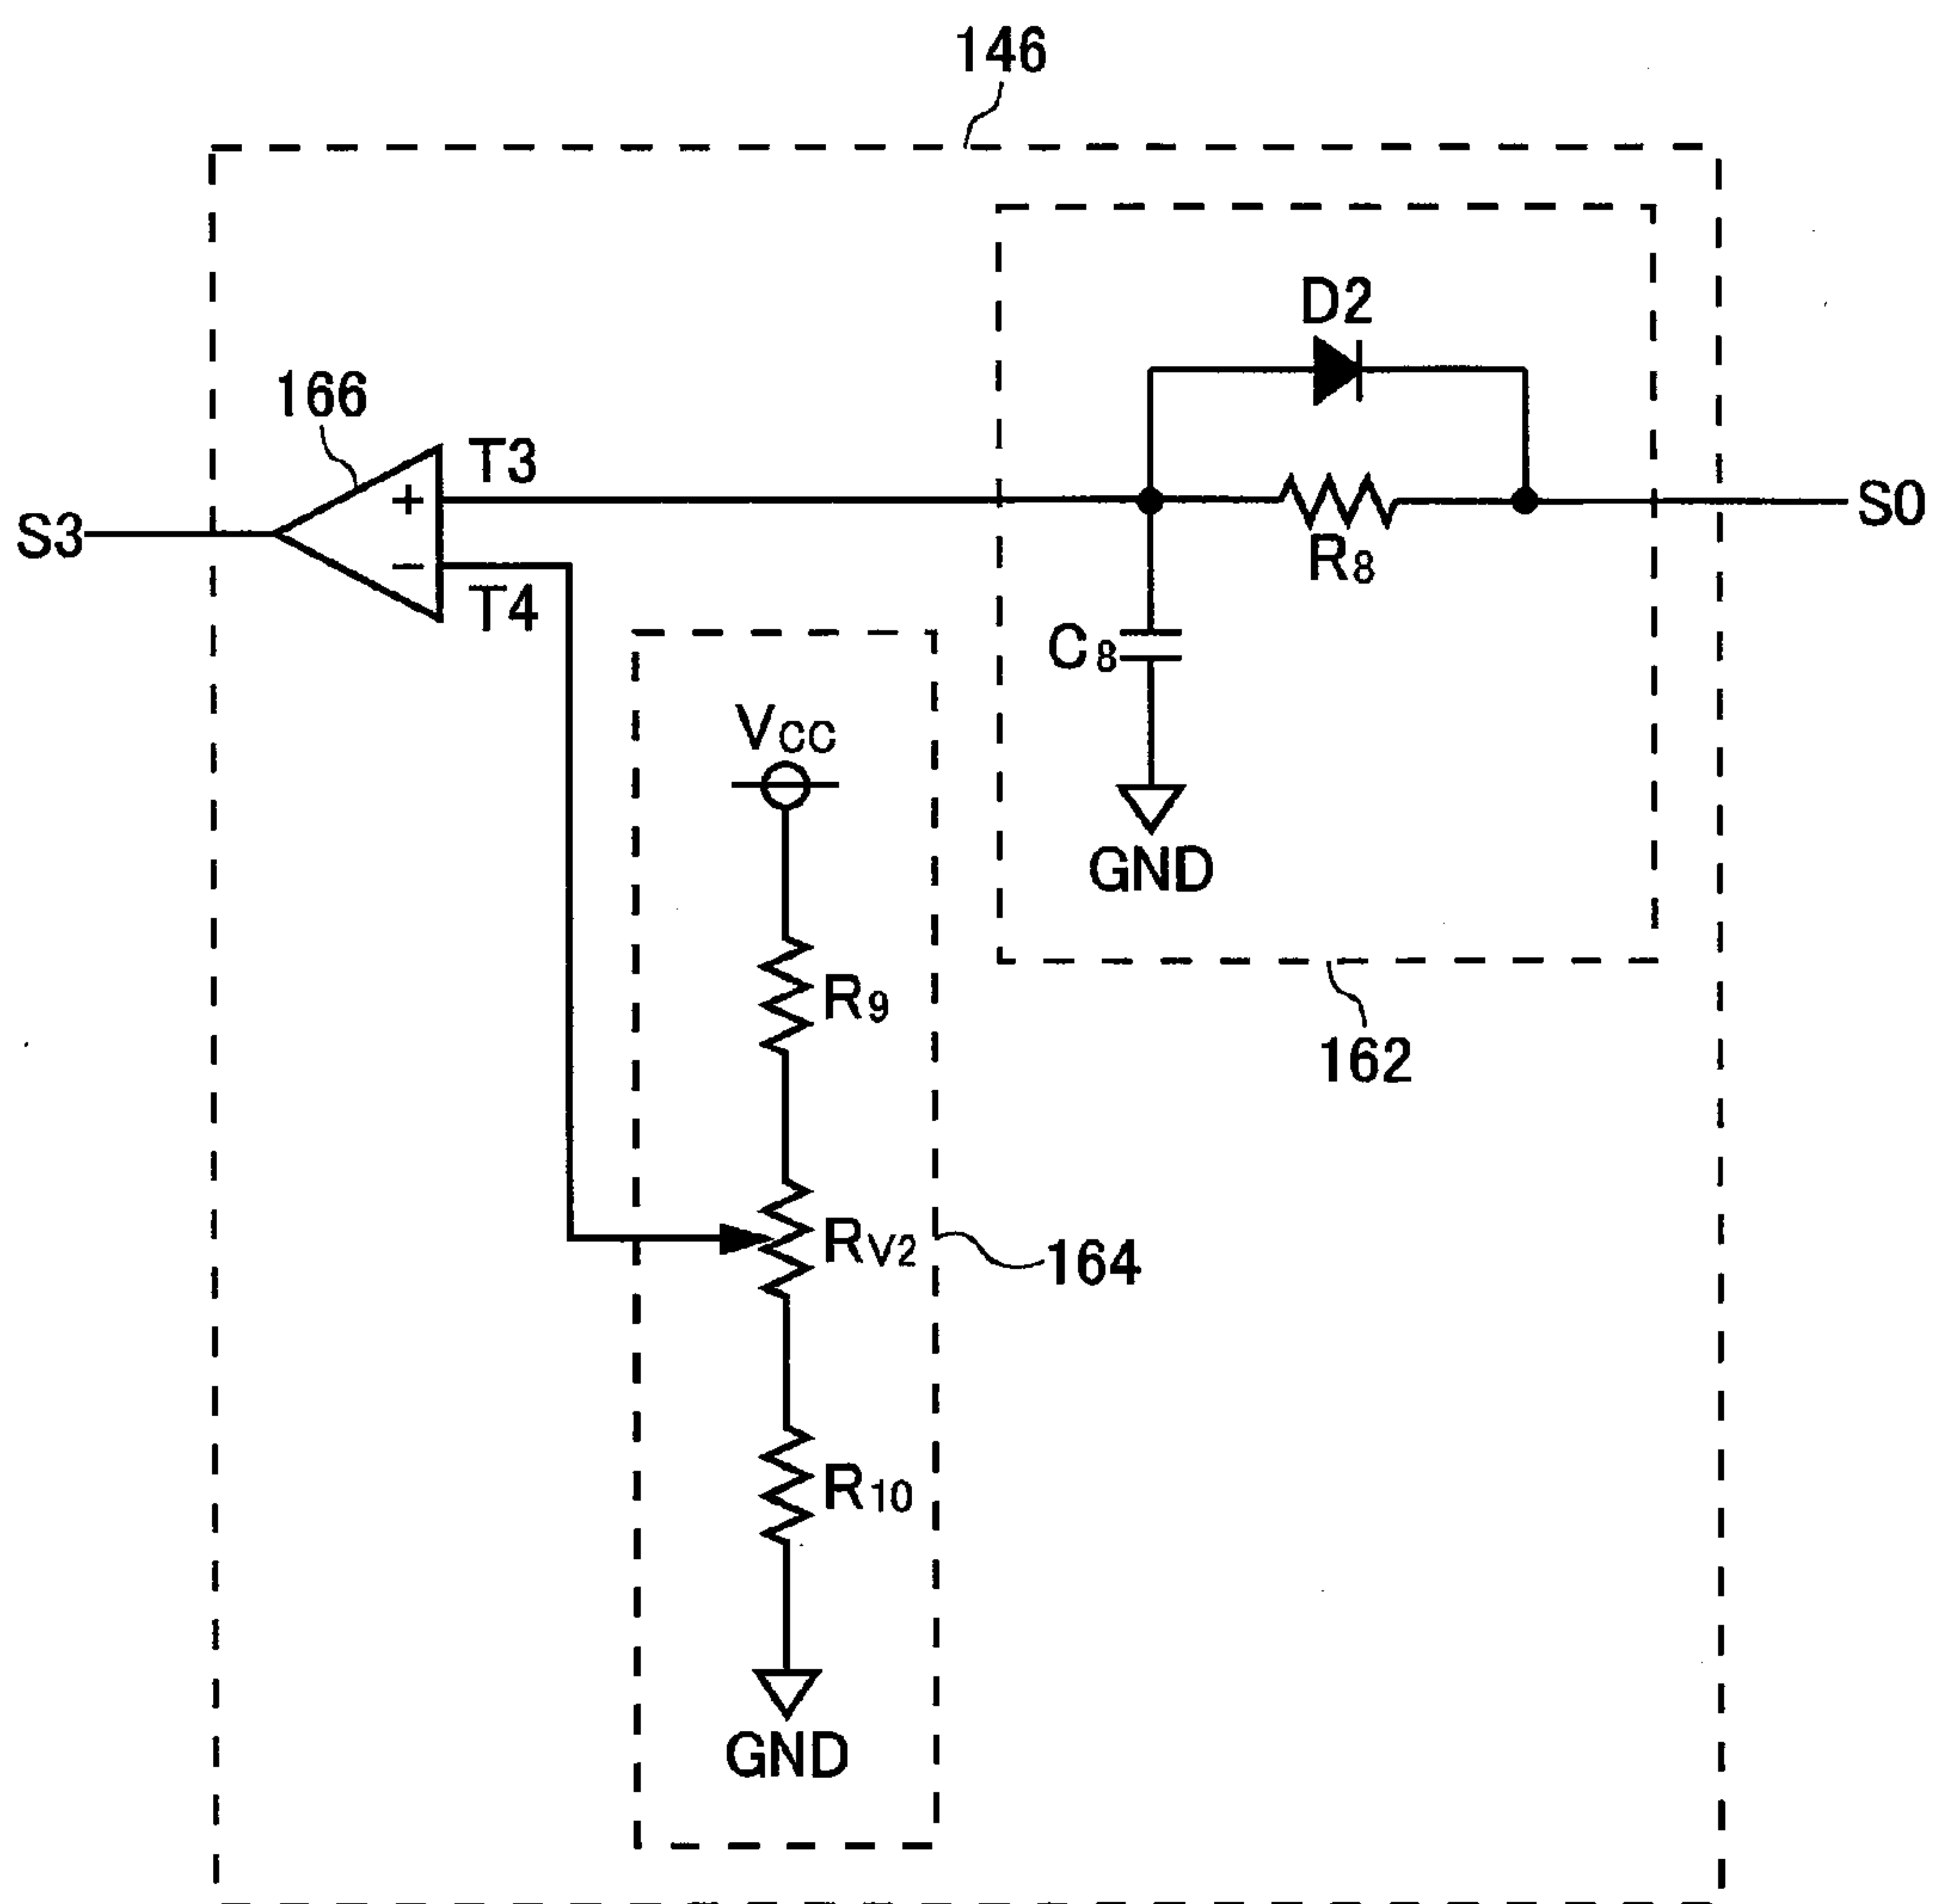 146
D2
166
T3
S3
+
S0
R8
−
T4
C8
VCC
GND
R9
162
RV2
164
R10
GND